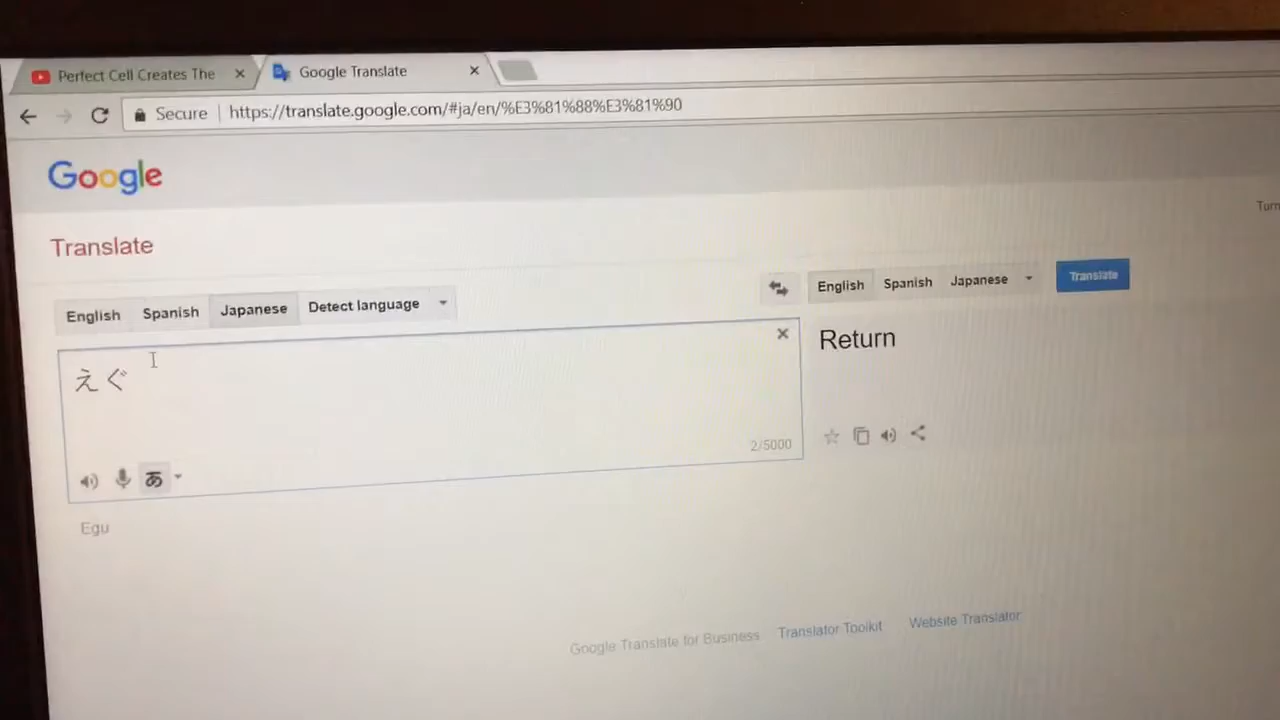 Perfect Cell Creates The
Google Translate
Secure https://translate.google.com/#ja/en/%E3%81%88%E3%81%90
Google
Translate
Turn
English Spanish Japanese Detect language
English Spanish Japanese Translate
えぐ
Return
2/5000
あ
Egu
Google Translate for Business Translator Toolkit Website Translator